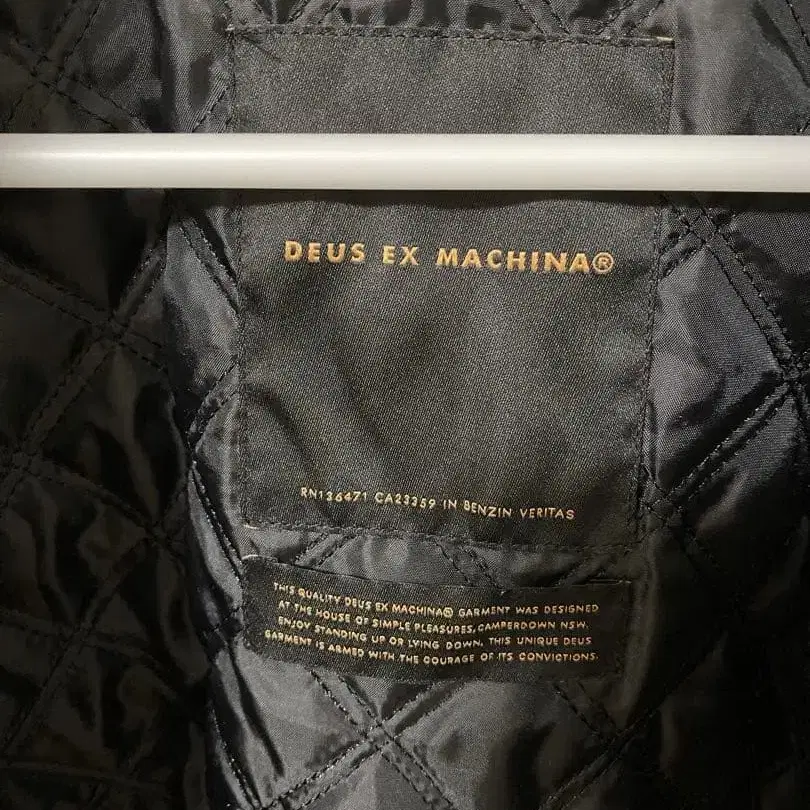 DEUS EX MACHINA®
RN136471 CA23359 IN BENZIN VERITAS
THIS QUALITY DEUS EX MACHINA® GARMENT WAS DESIGNED
AT THE HOUSE OF SIMPLE PLEASURES, CAMPERDOWN NSW.
ENJOY STANDING UP OR LYING DOWN, THIS UNIQUE DEUS
GARMENT IS ARMED WITH THE COURAGE OF ITS CONVICTIONS.